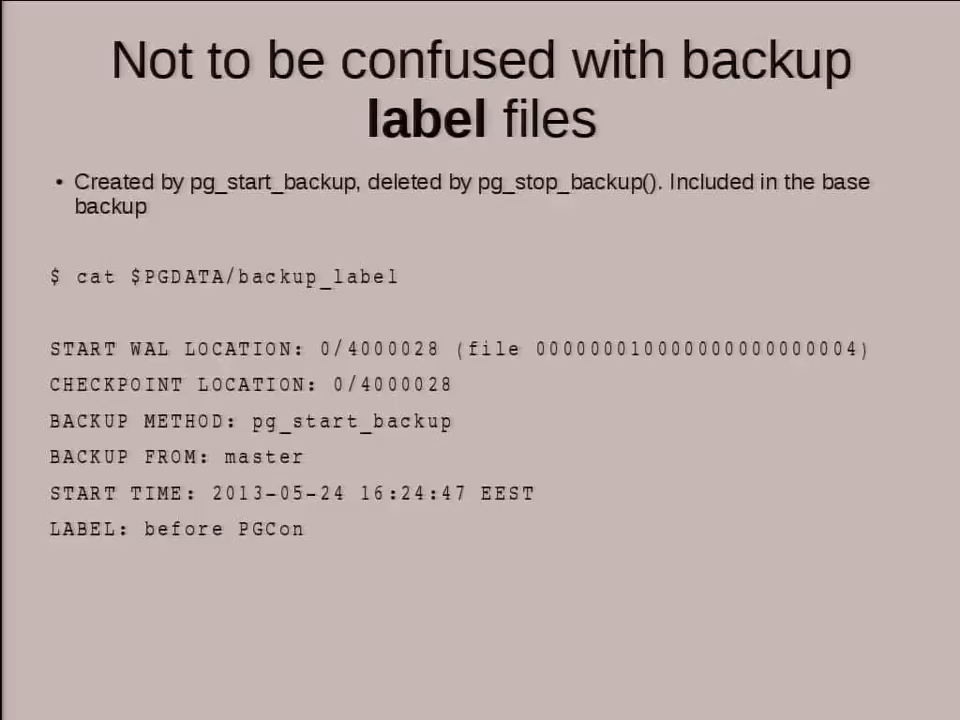 Not to be confused with backup
label files
• Created by pg_start_backup, deleted by pg_stop_backup(). Included in the base
backup
$ cat $PGDATA/backup_label
START WAL LOCATION: 0/4000028 (file 000000010000000000000004)
CHECKPOINT LOCATION: 0/4000028
BACKUP METHOD: pg_start_backup
BACKUP FROM: master
START TIME: 2013-05-24 16:24:47 EEST
LABEL: before PGCon